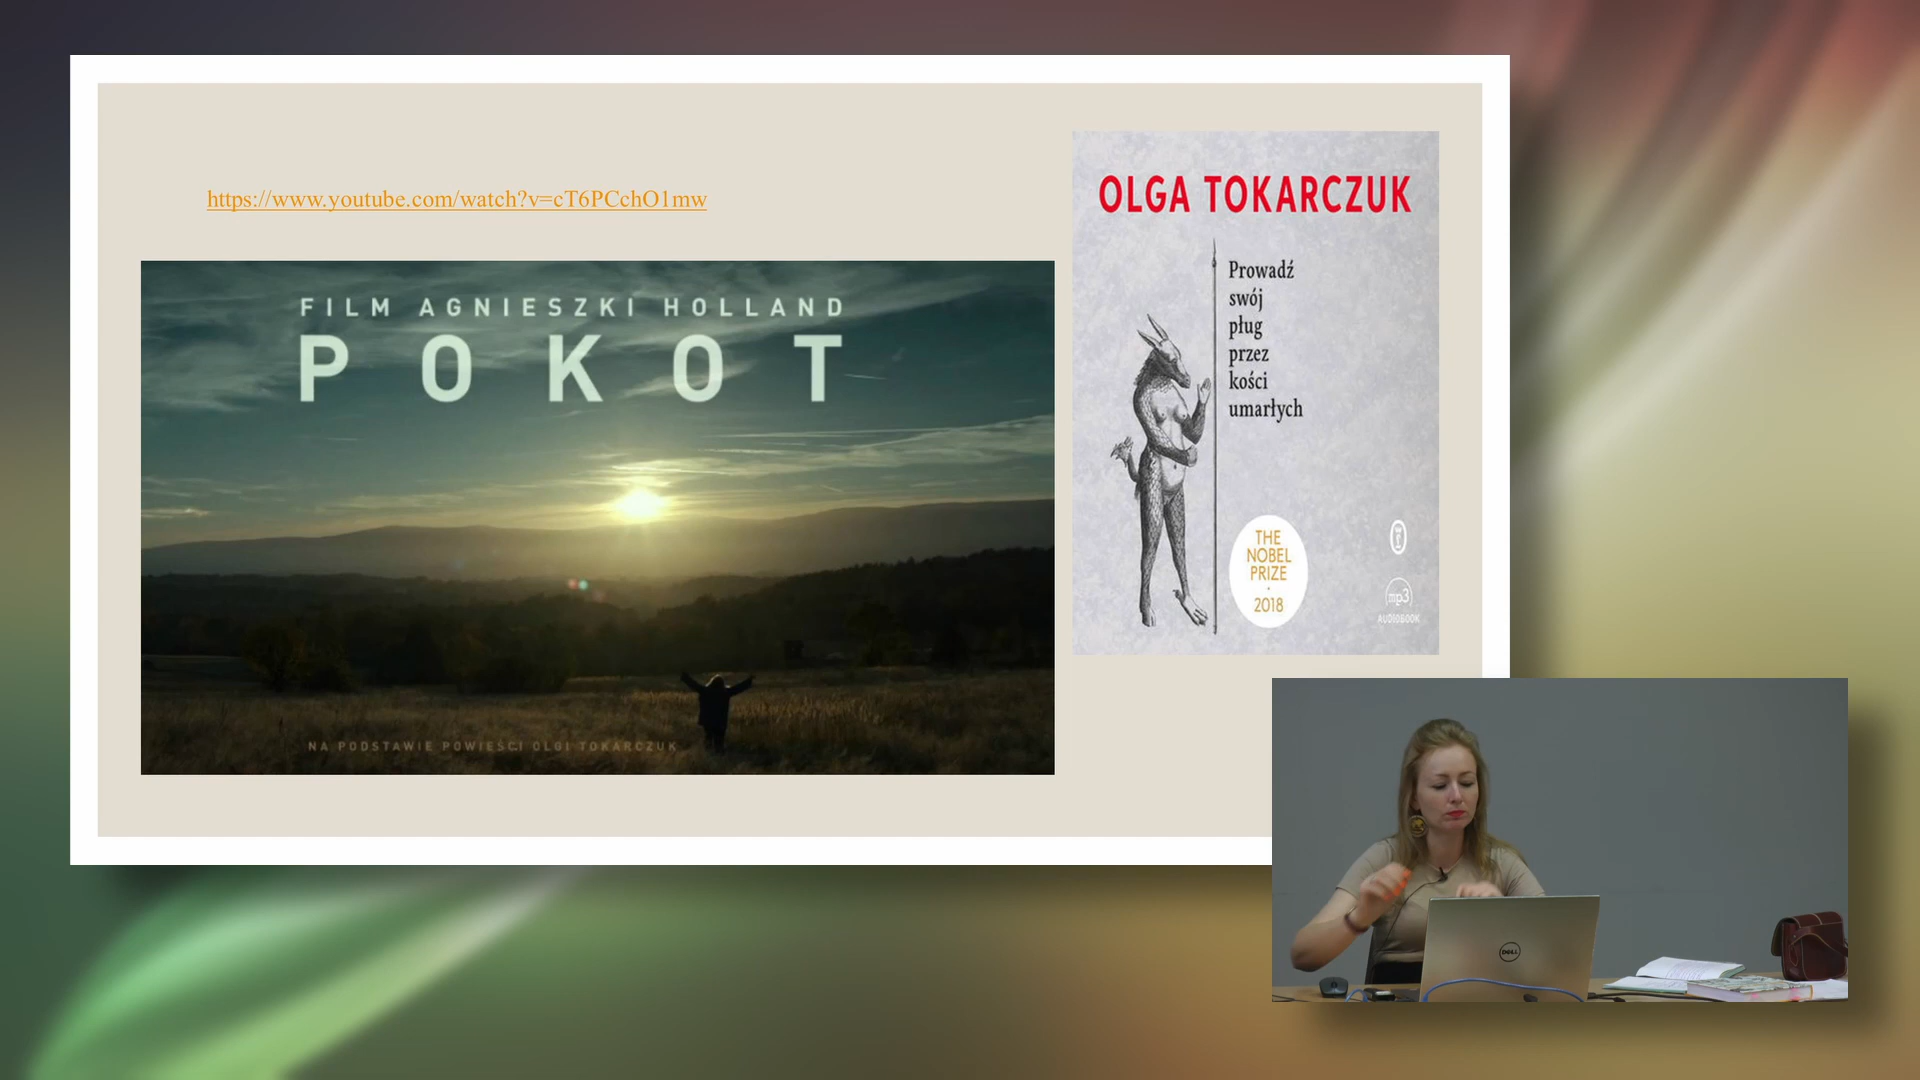 https://www.youtube.com/watch?v=cT6PCchO1mw
FILM AGNIESZKI HOLLAND
POKOT
NA PODSTAWIE POWIEŚCI OLGI TOKARCZUK
OLGA TOKARCZUK
Prowadź
swój
pług
przez
kości
umarłych
THE
NOBEL
PRIZE
·
2018
mp3
AUDIOBOOK
DELL